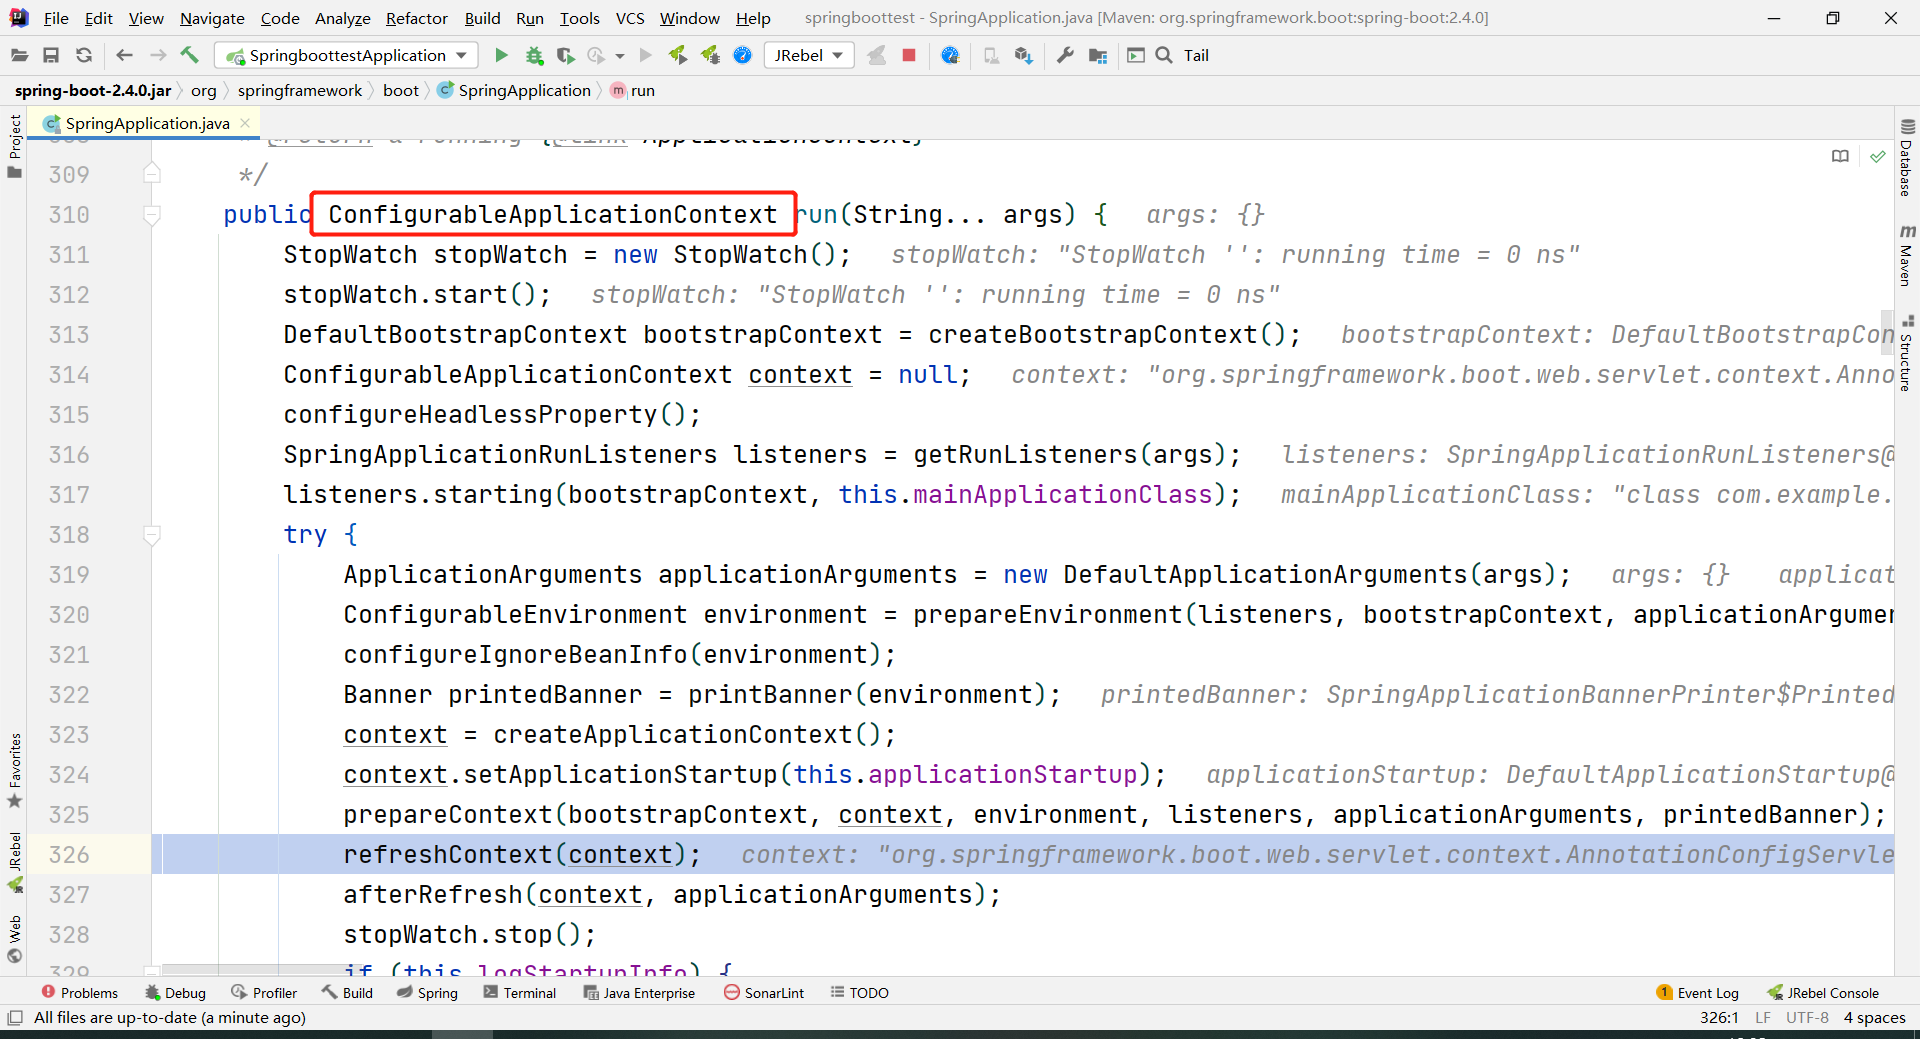 File Edit View Navigate Code Analyze Refactor Build Run Tools VCS Window Help springboottest - SpringApplication.java [Maven: org.springframework.boot:spring-boot:2.4.0]
SpringboottestApplication JRebel Tail
spring-boot-2.4.0.jar org springframework boot SpringApplication run
SpringApplication.java
309 */
310 public ConfigurableApplicationContext run(String... args) { args: {}
311 StopWatch stopWatch = new StopWatch(); stopWatch: "StopWatch '': running time = 0 ns"
312 stopWatch.start(); stopWatch: "StopWatch '': running time = 0 ns"
313 DefaultBootstrapContext bootstrapContext = createBootstrapContext(); bootstrapContext: DefaultBootstrapCon
314 ConfigurableApplicationContext context = null; context: "org.springframework.boot.web.servlet.context.Anno
315 configureHeadlessProperty();
316 SpringApplicationRunListeners listeners = getRunListeners(args); listeners: SpringApplicationRunListeners@
317 listeners.starting(bootstrapContext, this.mainApplicationClass); mainApplicationClass: "class com.example.
318 try {
319 ApplicationArguments applicationArguments = new DefaultApplicationArguments(args); args: {} applicat
320 ConfigurableEnvironment environment = prepareEnvironment(listeners, bootstrapContext, applicationArgumen
321 configureIgnoreBeanInfo(environment);
322 Banner printedBanner = printBanner(environment); printedBanner: SpringApplicationBannerPrinter$Printed
323 context = createApplicationContext();
324 context.setApplicationStartup(this.applicationStartup); applicationStartup: DefaultApplicationStartup@
325 prepareContext(bootstrapContext, context, environment, listeners, applicationArguments, printedBanner);
326 refreshContext(context); context: "org.springframework.boot.web.servlet.context.AnnotationConfigServle
327 afterRefresh(context, applicationArguments);
328 stopWatch.stop();
329 if (this.logStartupInfo) {
Project
Favorites
JRebel
Web
Database
Maven
Structure
Problems Debug Profiler Build Spring Terminal Java Enterprise SonarLint TODO 1 Event Log JRebel Console
All files are up-to-date (a minute ago) 326:1 LF UTF-8 4 spaces